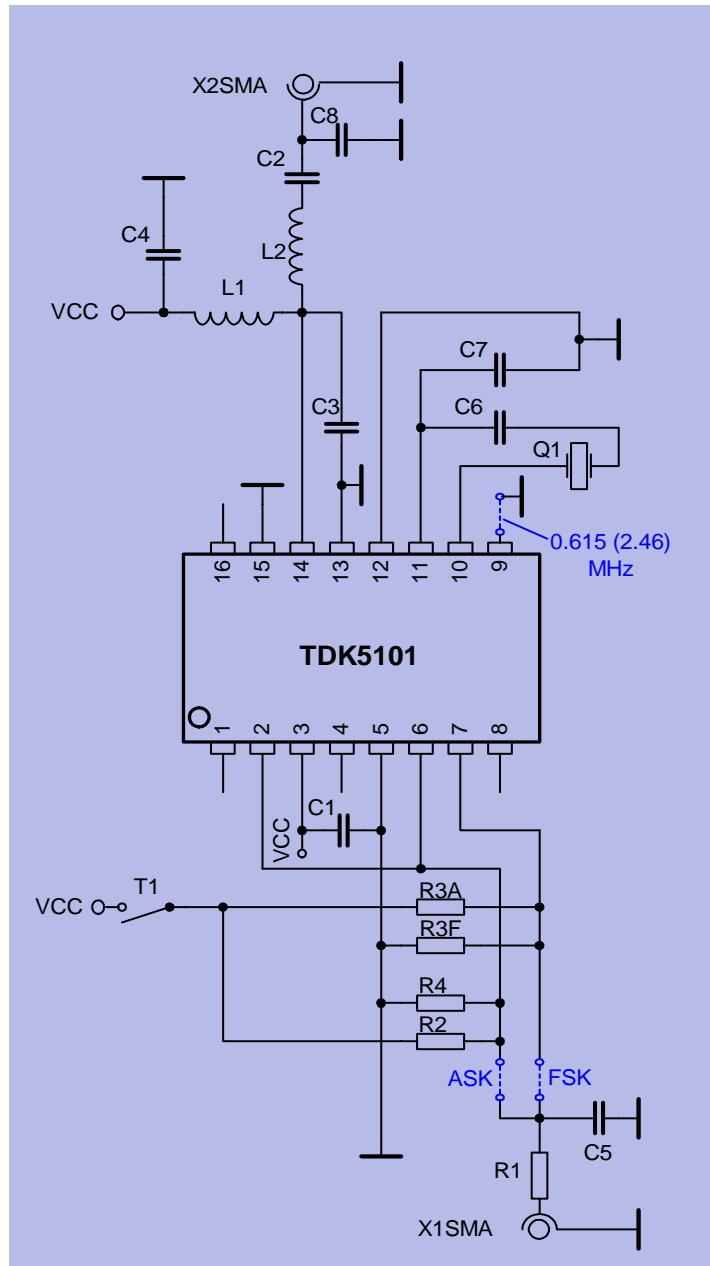 X2SMA
C8
C2
C4
L2
L1
VCC
C7
C3
C6
Q1
0.615 (2.46)
MHz
16 15 14 13 12 11 10 9
TDK5101
1 2 3 4 5 6 7 8
C1
VCC
T1
VCC
R3A
R3F
R4
R2
ASK FSK
C5
R1
X1SMA